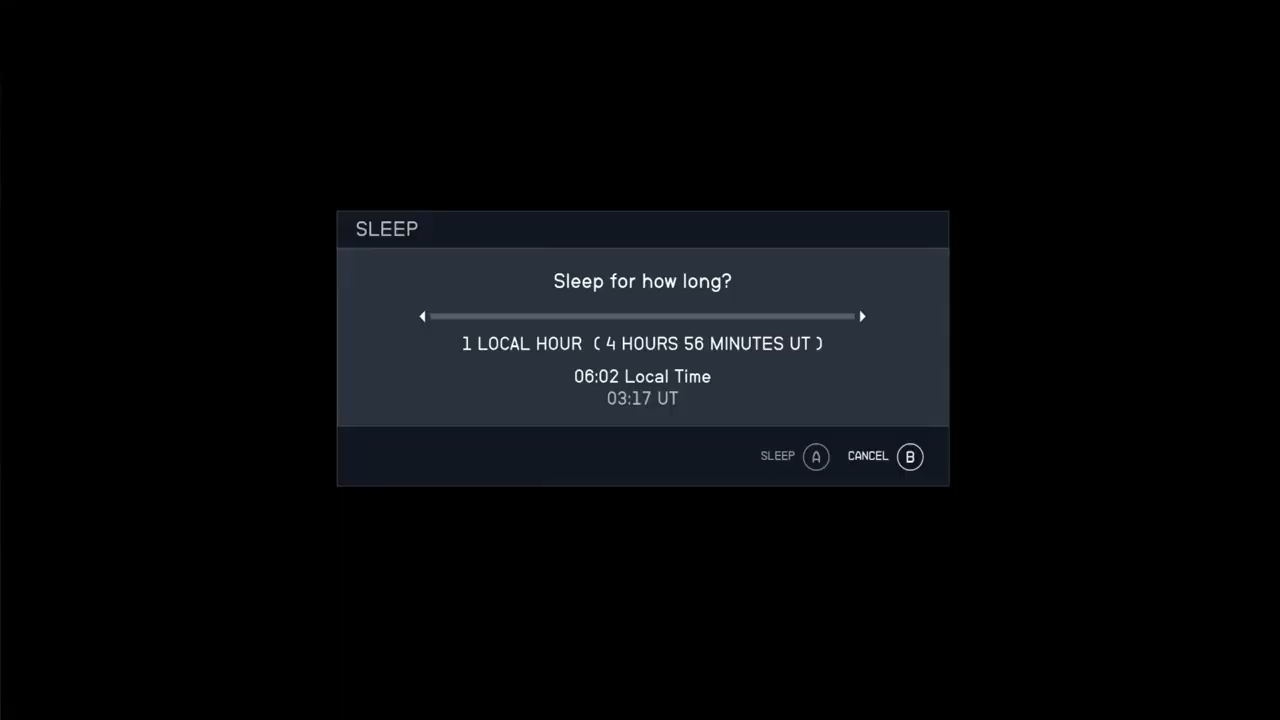 SLEEP
Sleep for how long?
1 LOCAL HOUR ( 4 HOURS 56 MINUTES UT )
06:02 Local Time
03:17 UT
SLEEP A CANCEL B